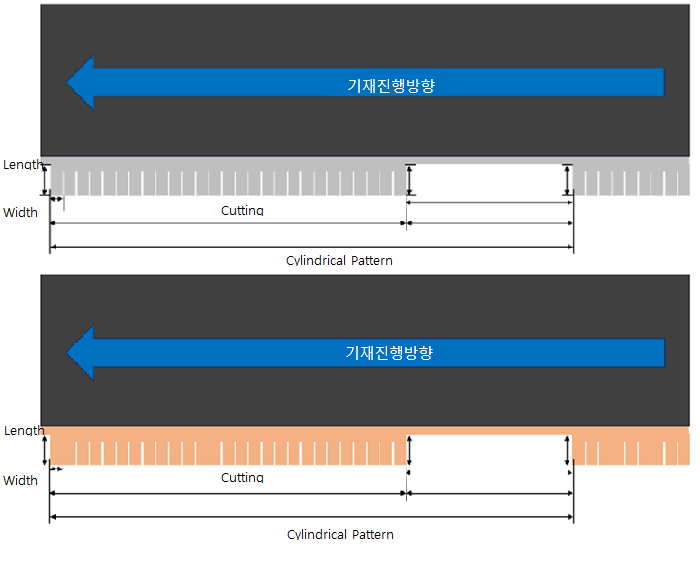 기재진행방향
Length
Width
Cutting
Cylindrical Pattern
기재진행방향
Length
Width
Cutting
Cylindrical Pattern